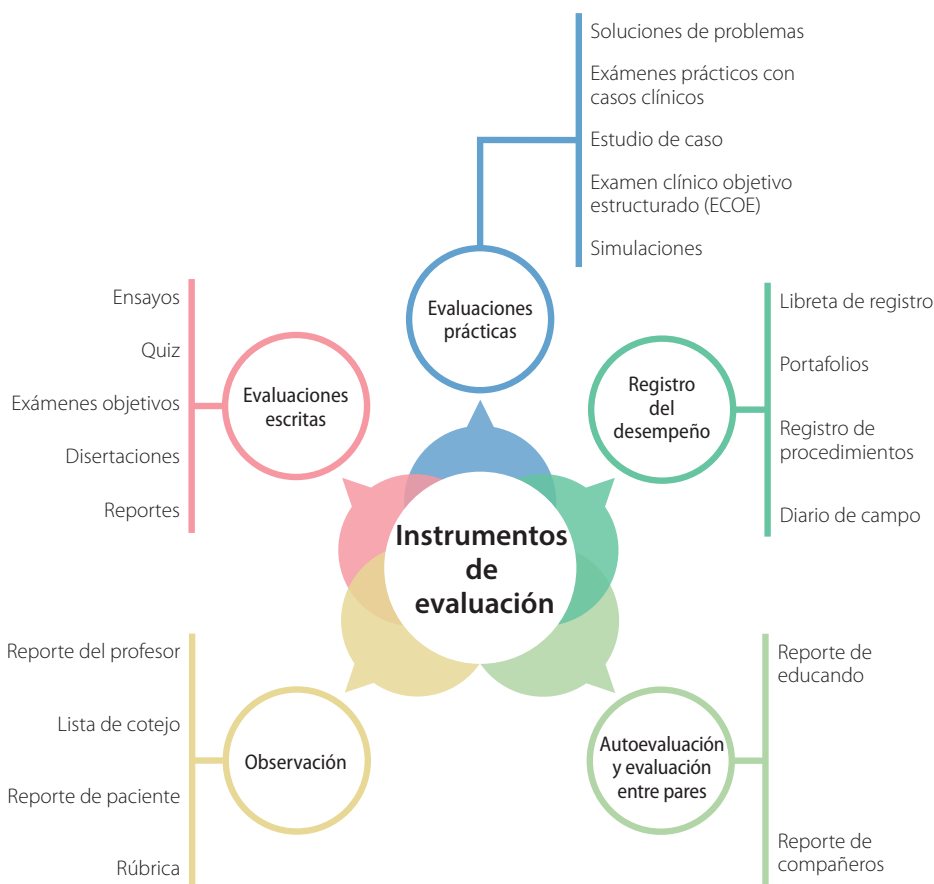 Soluciones de problemas
Exámenes prácticos con
casos clínicos
Estudio de caso
Examen clínico objetivo
estructurado (ECOE)
Simulaciones
Evaluaciones
prácticas
Ensayos
Quiz
Exámenes objetivos
Disertaciones
Reportes
Evaluaciones
escritas
Registro
del
desempeño
Libreta de registro
Portafolios
Registro de
procedimientos
Diario de campo
Instrumentos
de
evaluación
Reporte del profesor
Lista de cotejo
Reporte de paciente
Rúbrica
Observación
Autoevaluación
y evaluación
entre pares
Reporte de
educando
Reporte de
compañeros